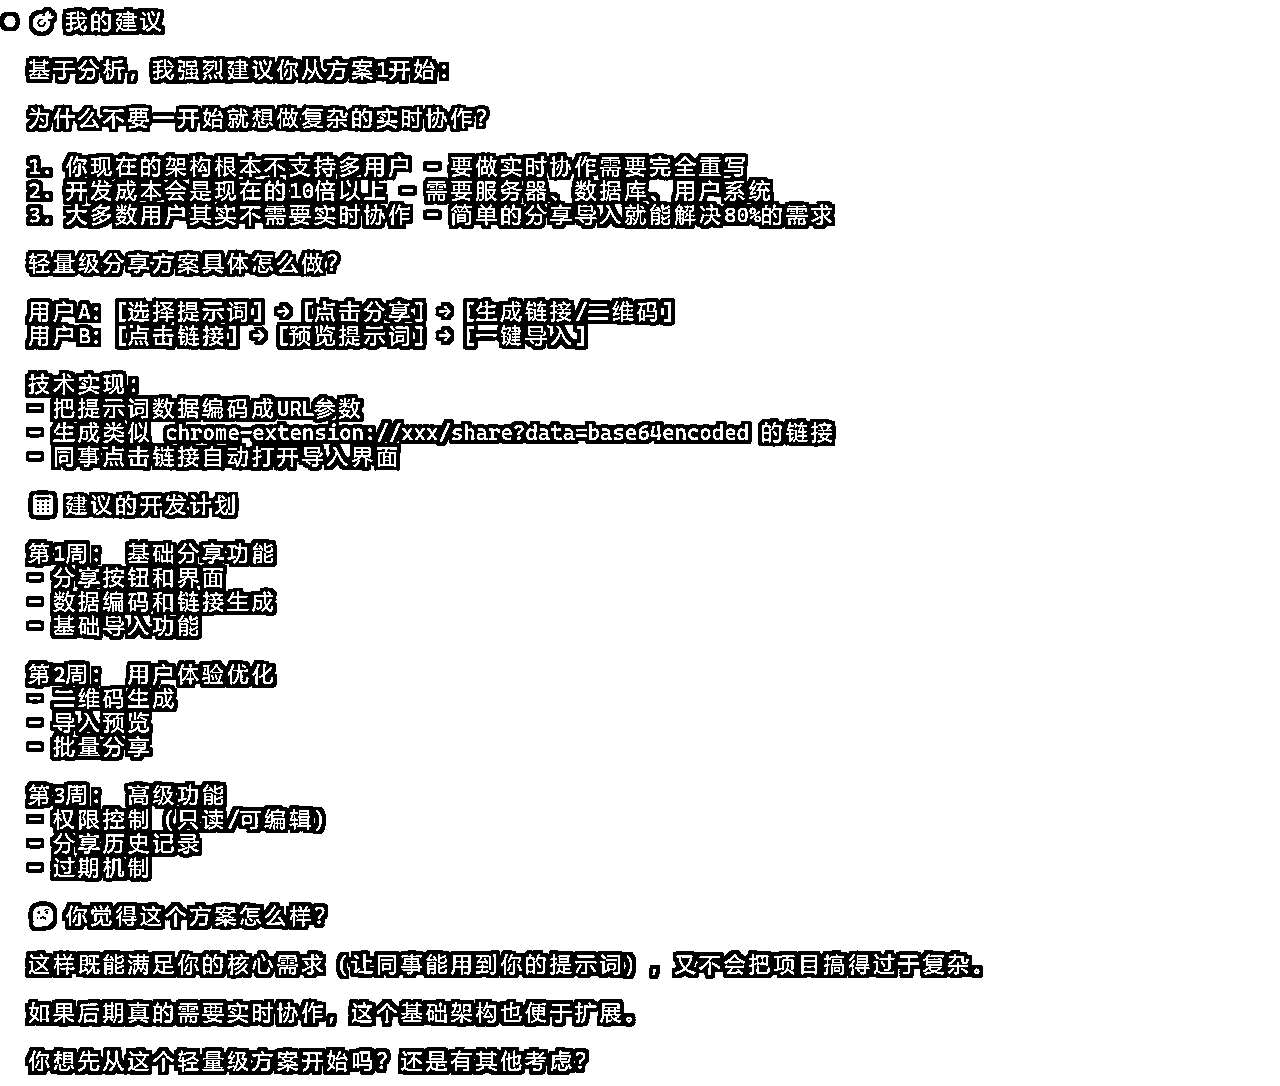 我的建议
基于分析，我强烈建议你从方案1开始：
为什么不要一开始就想做复杂的实时协作？
1. 你现在的架构根本不支持多用户 - 要做实时协作需要完全重写
2. 开发成本会是现在的10倍以上 - 需要服务器、数据库、用户系统
3. 大多数用户其实不需要实时协作 - 简单的分享导入就能解决80%的需求
轻量级分享方案具体怎么做？
用户A: [选择提示词] → [点击分享] → [生成链接/二维码]
用户B: [点击链接] → [预览提示词] → [一键导入]
技术实现：
- 把提示词数据编码成URL参数
- 生成类似 chrome-extension://xxx/share?data=base64encoded 的链接
- 同事点击链接自动打开导入界面
建议的开发计划
第1周： 基础分享功能
- 分享按钮和界面
- 数据编码和链接生成
- 基础导入功能
第2周： 用户体验优化
- 二维码生成
- 导入预览
- 批量分享
第3周： 高级功能
- 权限控制（只读/可编辑）
- 分享历史记录
- 过期机制
你觉得这个方案怎么样？
这样既能满足你的核心需求（让同事能用到你的提示词），又不会把项目搞得过于复杂。
如果后期真的需要实时协作，这个基础架构也便于扩展。
你想先从这个轻量级方案开始吗？还是有其他考虑？